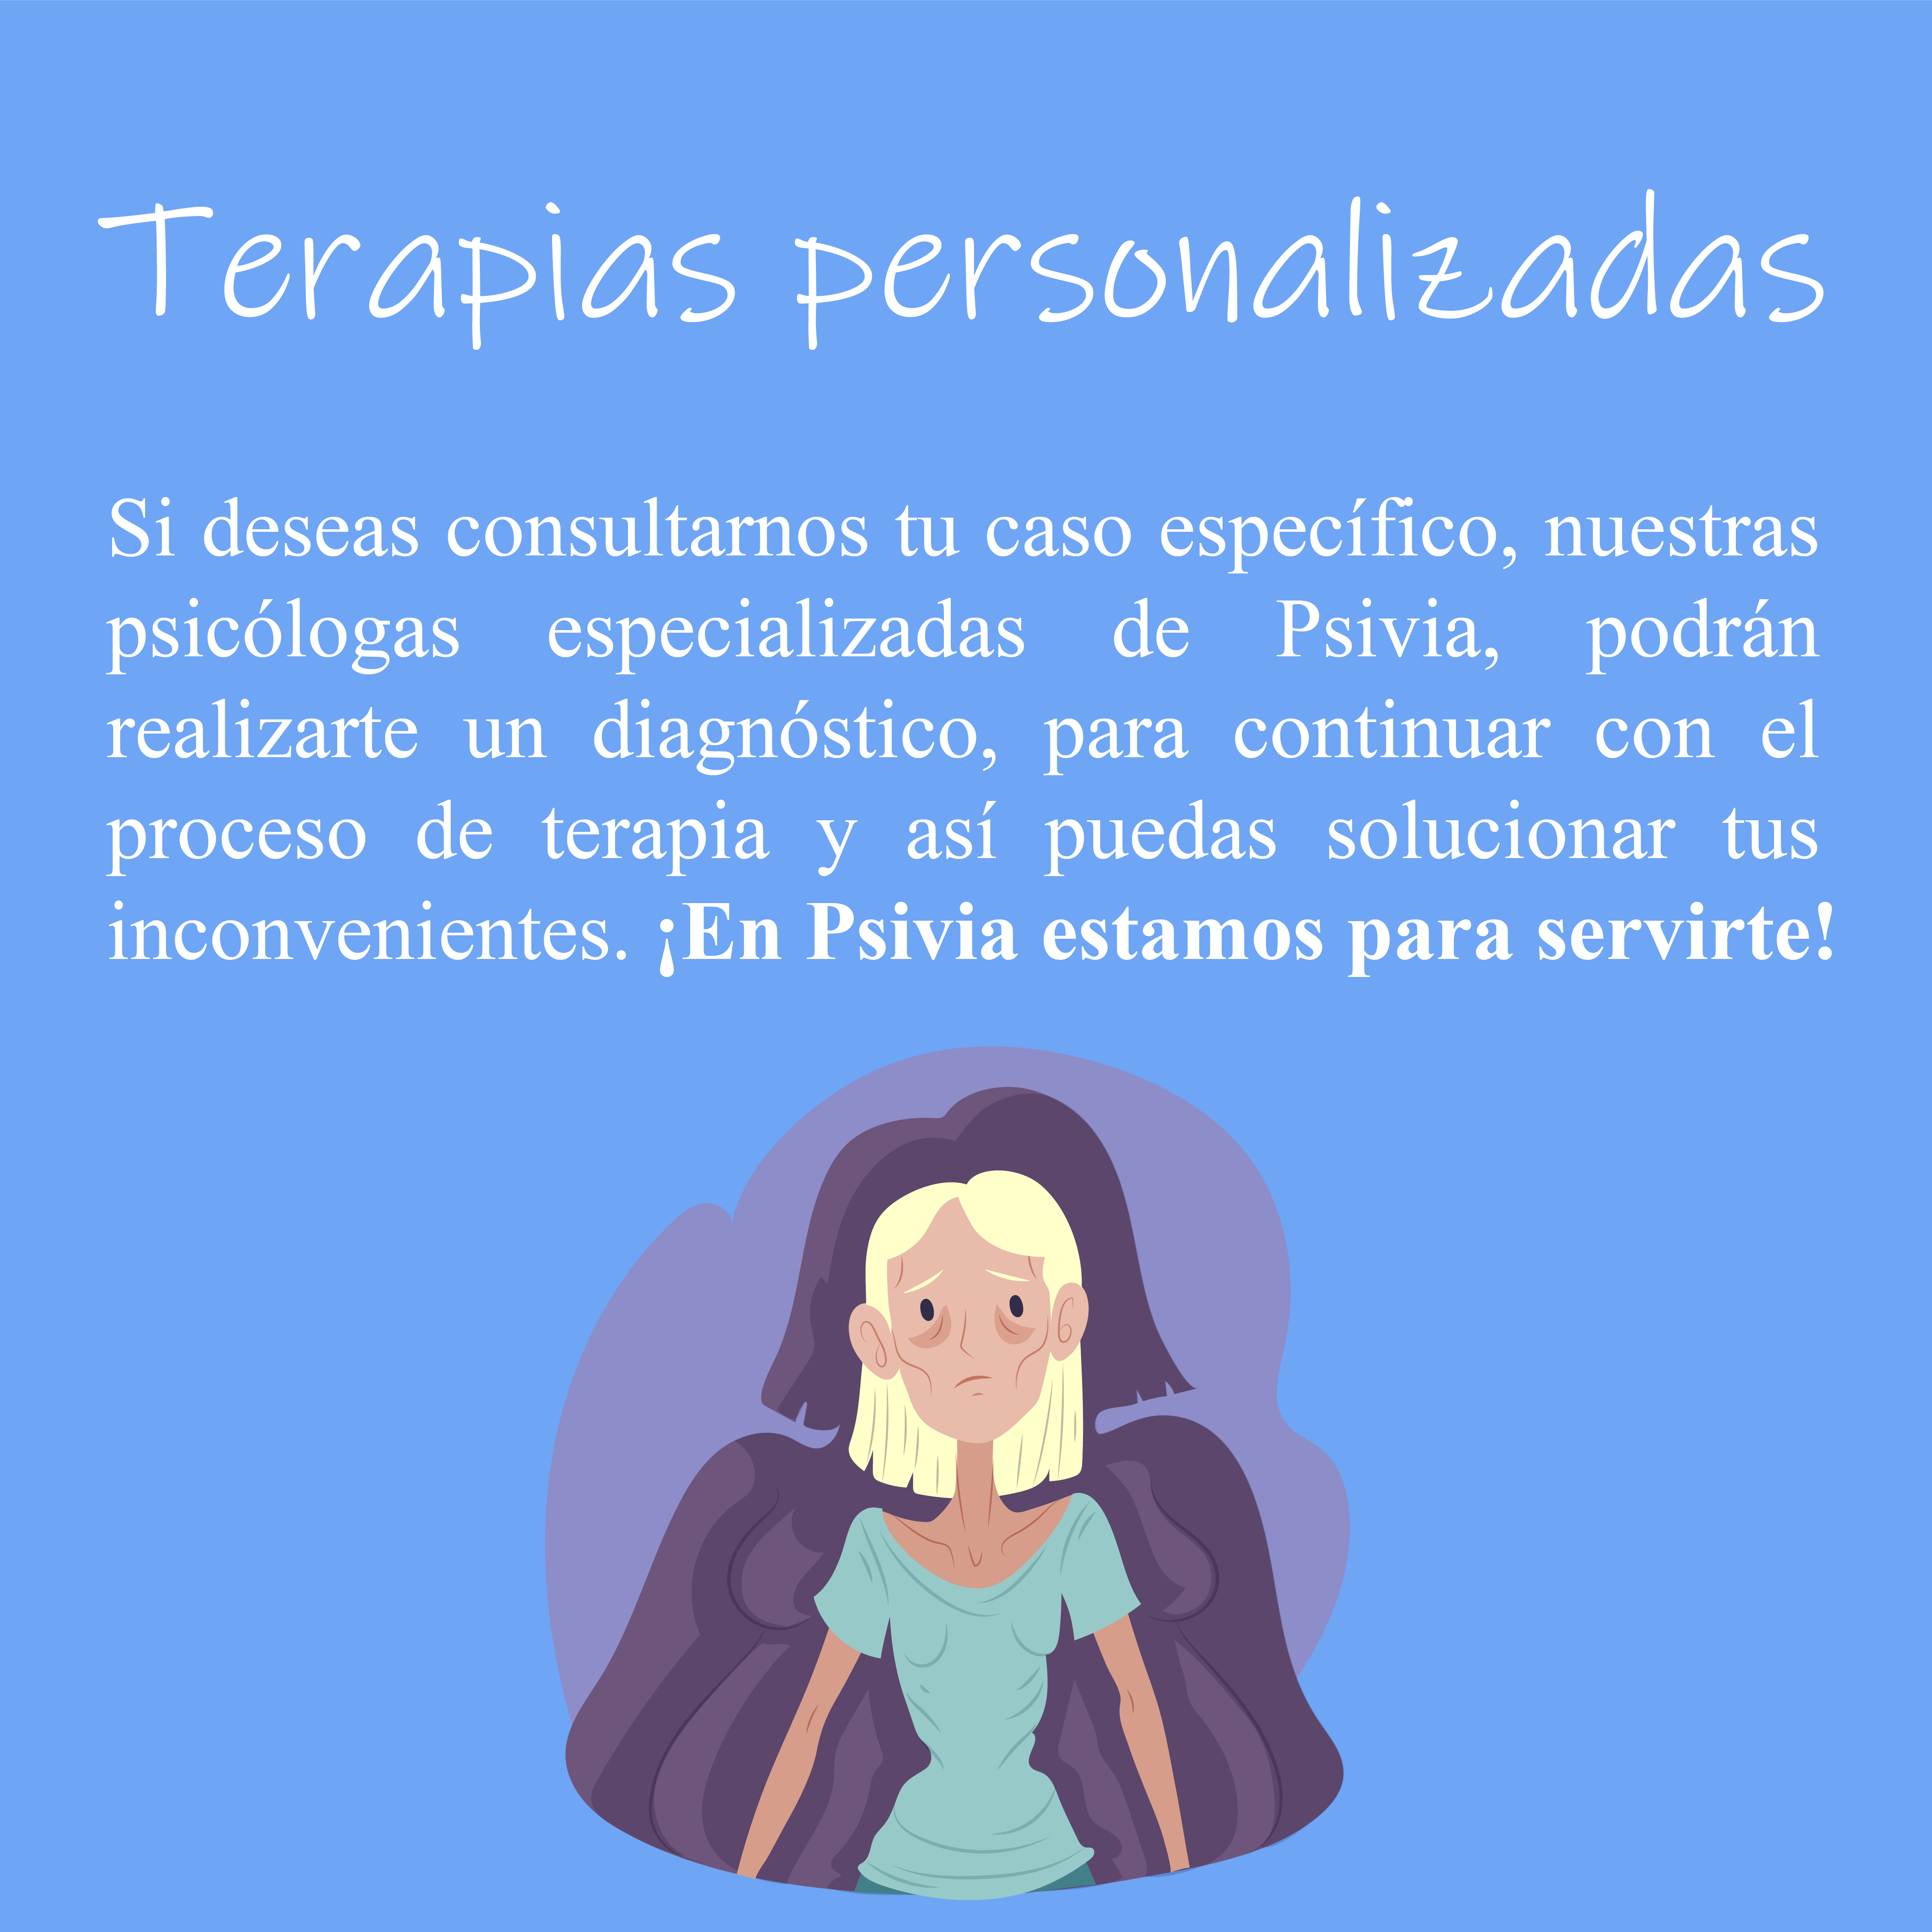 Terapias personalizadas
Si deseas consultarnos tu caso específico, nuestras
psicólogas especializadas de Psivia, podrán
realizarte un diagnóstico, para continuar con el
proceso de terapia y así puedas solucionar tus
inconvenientes. ¡En Psivia estamos para servirte!